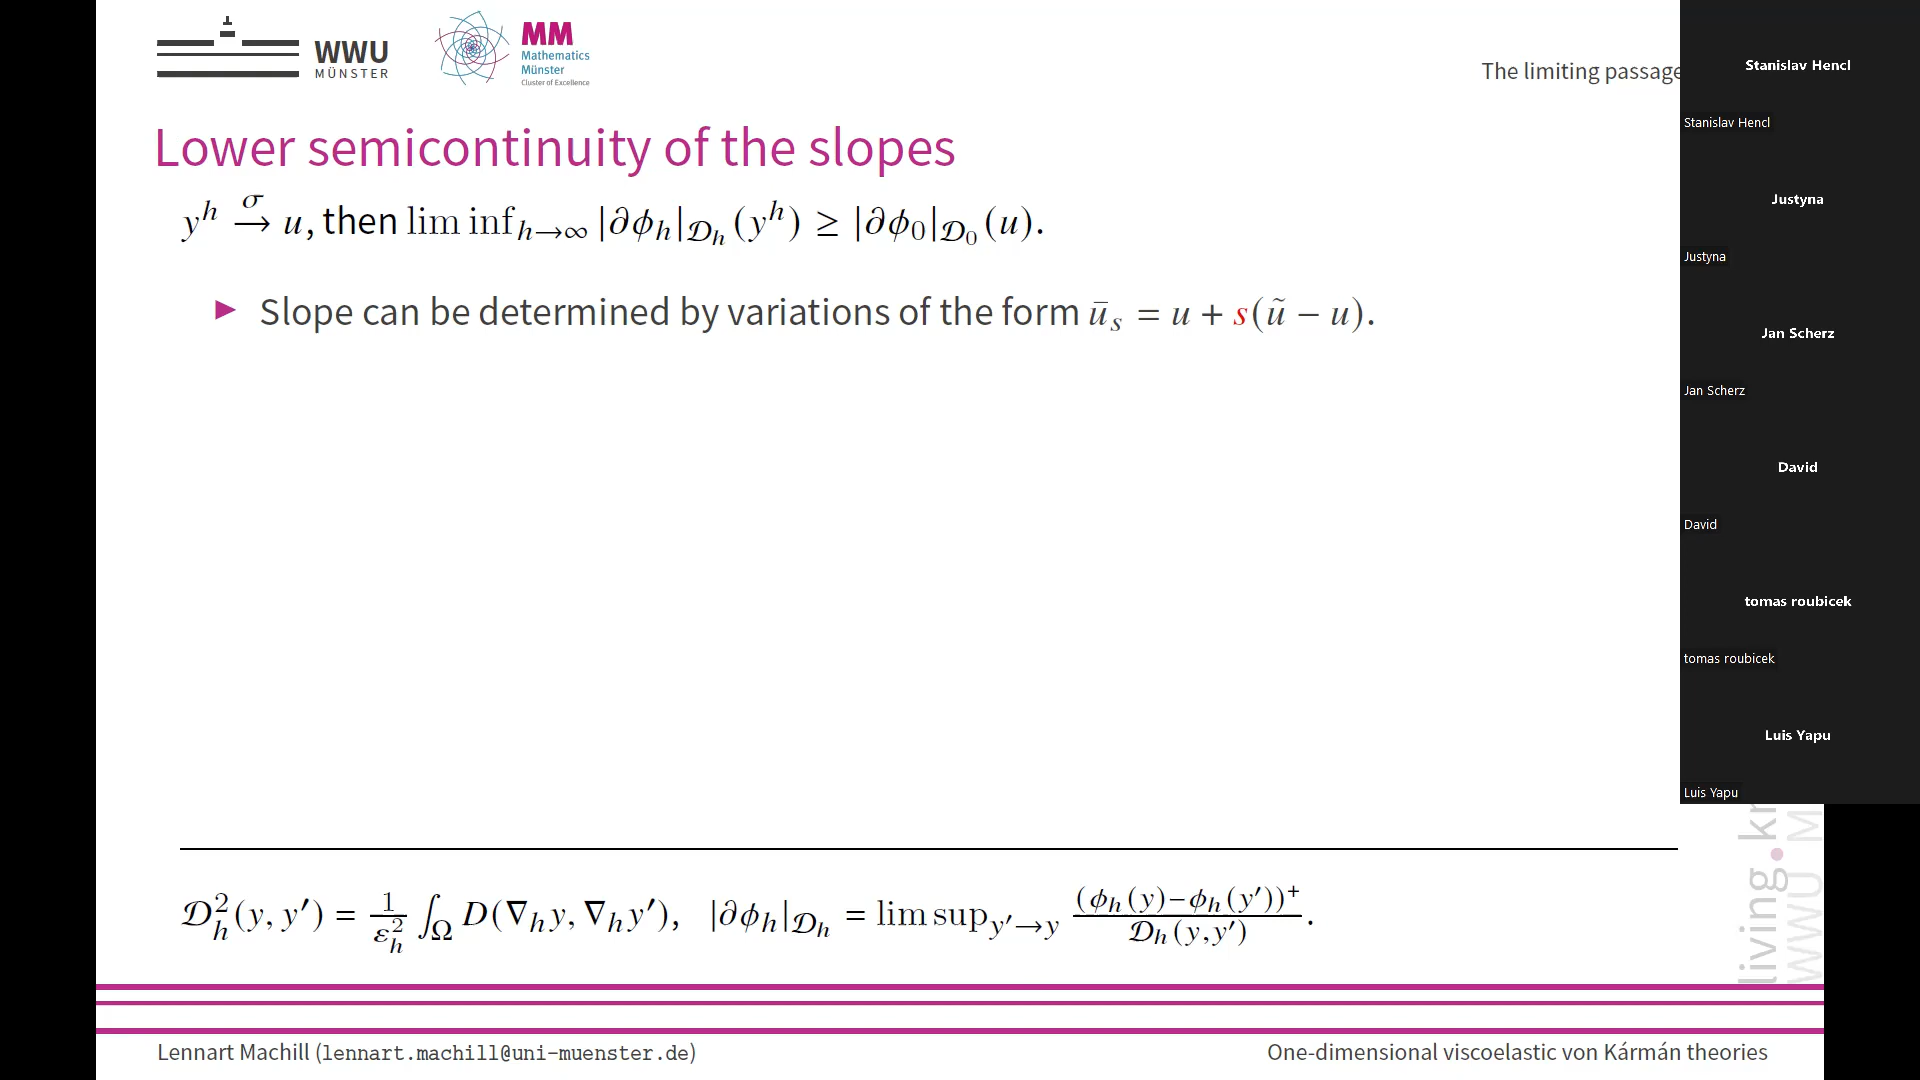 WWU
MÜNSTER
MM
Mathematics
Münster
Cluster of Excellence
The limiting passage
Lower semicontinuity of the slopes
y^h →^σ u, then lim inf_{h→∞} |∂ϕ_h|_{𝒟_h}(y^h) ≥ |∂ϕ_0|_{𝒟_0}(u).
► Slope can be determined by variations of the form ū_s = u + s(ũ − u).
𝒟_h^2(y, y′) = 1/ε_h^2 ∫_Ω D(∇_h y, ∇_h y′), |∂ϕ_h|_{𝒟_h} = lim sup_{y′→y} (ϕ_h(y)−ϕ_h(y′))^+ / 𝒟_h(y,y′).
Lennart Machill (lennart.machill@uni-muenster.de)
One-dimensional viscoelastic von Kármán theories
living.kn
WWU M
Stanislav Hencl
Stanislav Hencl
Justyna
Justyna
Jan Scherz
Jan Scherz
David
David
tomas roubicek
tomas roubicek
Luis Yapu
Luis Yapu